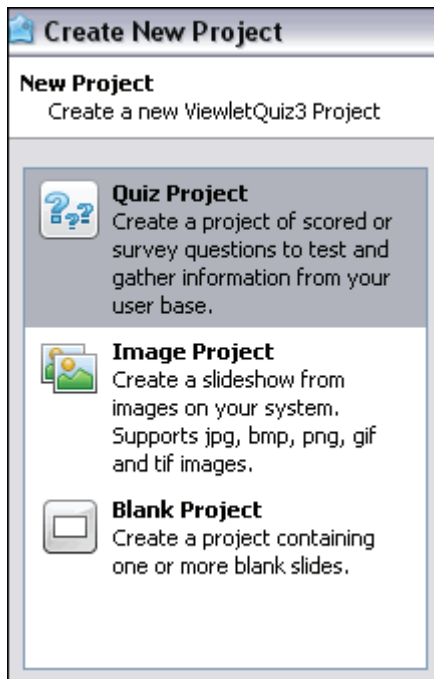 Create New Project
New Project
Create a new ViewletQuiz3 Project
Quiz Project
Create a project of scored or
survey questions to test and
gather information from your
user base.
Image Project
Create a slideshow from
images on your system.
Supports jpg, bmp, png, gif
and tif images.
Blank Project
Create a project containing
one or more blank slides.